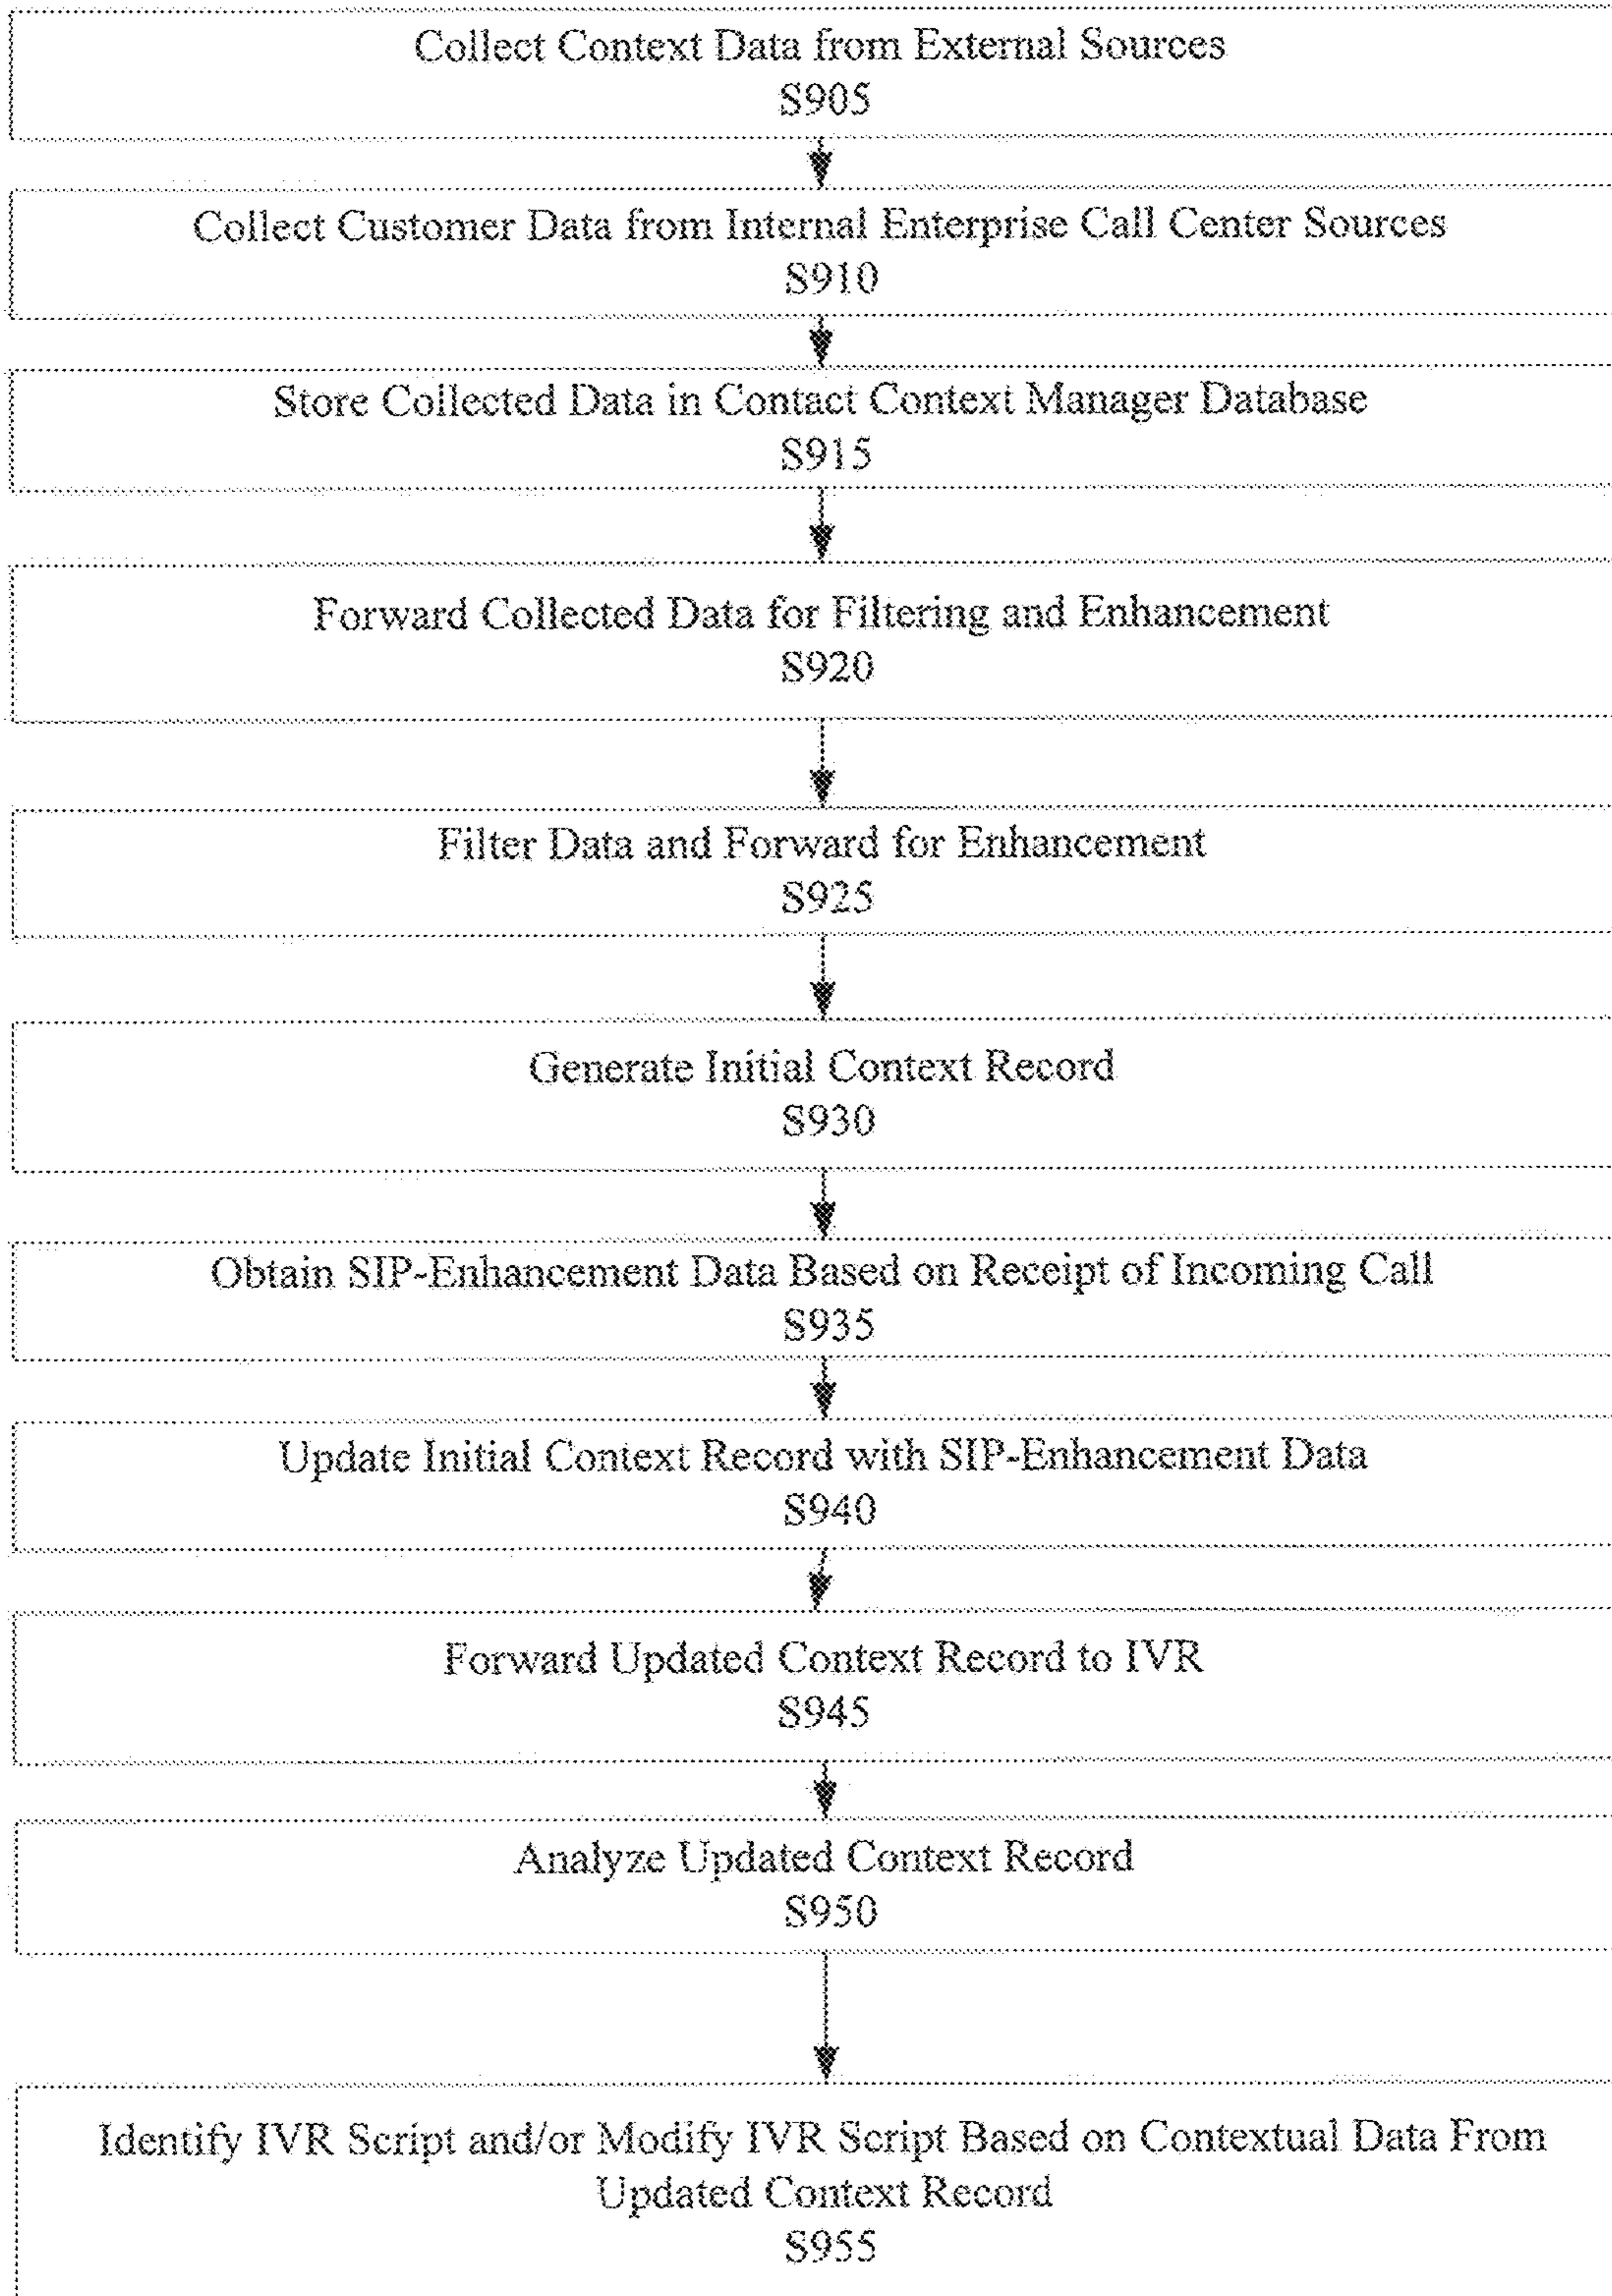 Collect Context Data from External Sources
S905
Collect Customer Data from Internal Enterprise Call Center Sources
S910
Store Collected Data in Contact Context Manager Database
S915
Forward Collected Data for Filtering and Enhancement
S920
Filter Data and Forward for Enhancement
S925
Generate Initial Context Record
S930
Obtain SIP-Enhancement Data Based on Receipt of Incoming Call
S935
Update Initial Context Record with SIP-Enhancement Data
S940
Forward Updated Context Record to IVR
S945
Analyze Updated Context Record
S950
Identify IVR Script and/or Modify IVR Script Based on Contextual Data From
Updated Context Record
S955